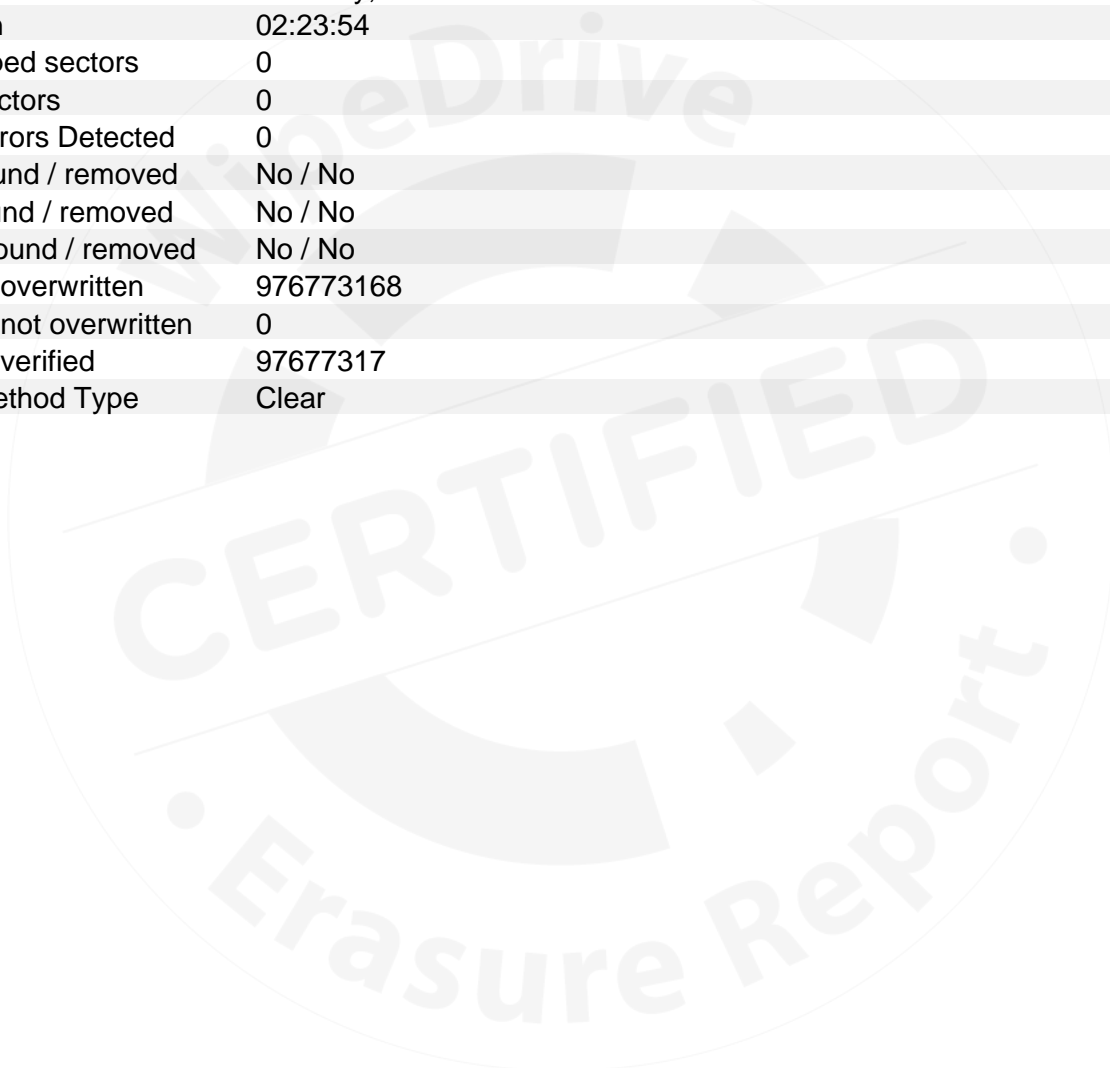 02:23:54
ped sectors 0
ctors 0
rors Detected 0
und / removed No / No
und / removed No / No
ound / removed No / No
overwritten 976773168
not overwritten 0
verified 97677317
ethod Type Clear
WipeDrive
CERTIFIED
• Erasure Report •